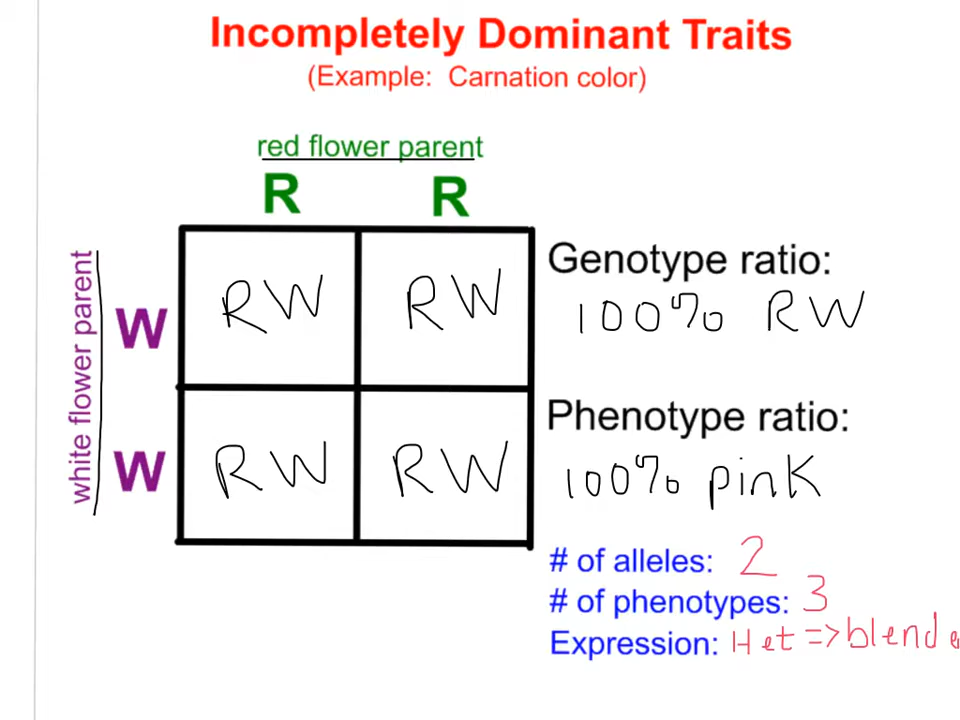 Incompletely Dominant Traits
(Example: Carnation color)
red flower parent
R R
white flower parent
W
RW RW
Genotype ratio:
100% RW
W
RW RW
Phenotype ratio:
100% pink
# of alleles: 2
# of phenotypes: 3
Expression: Het => blende